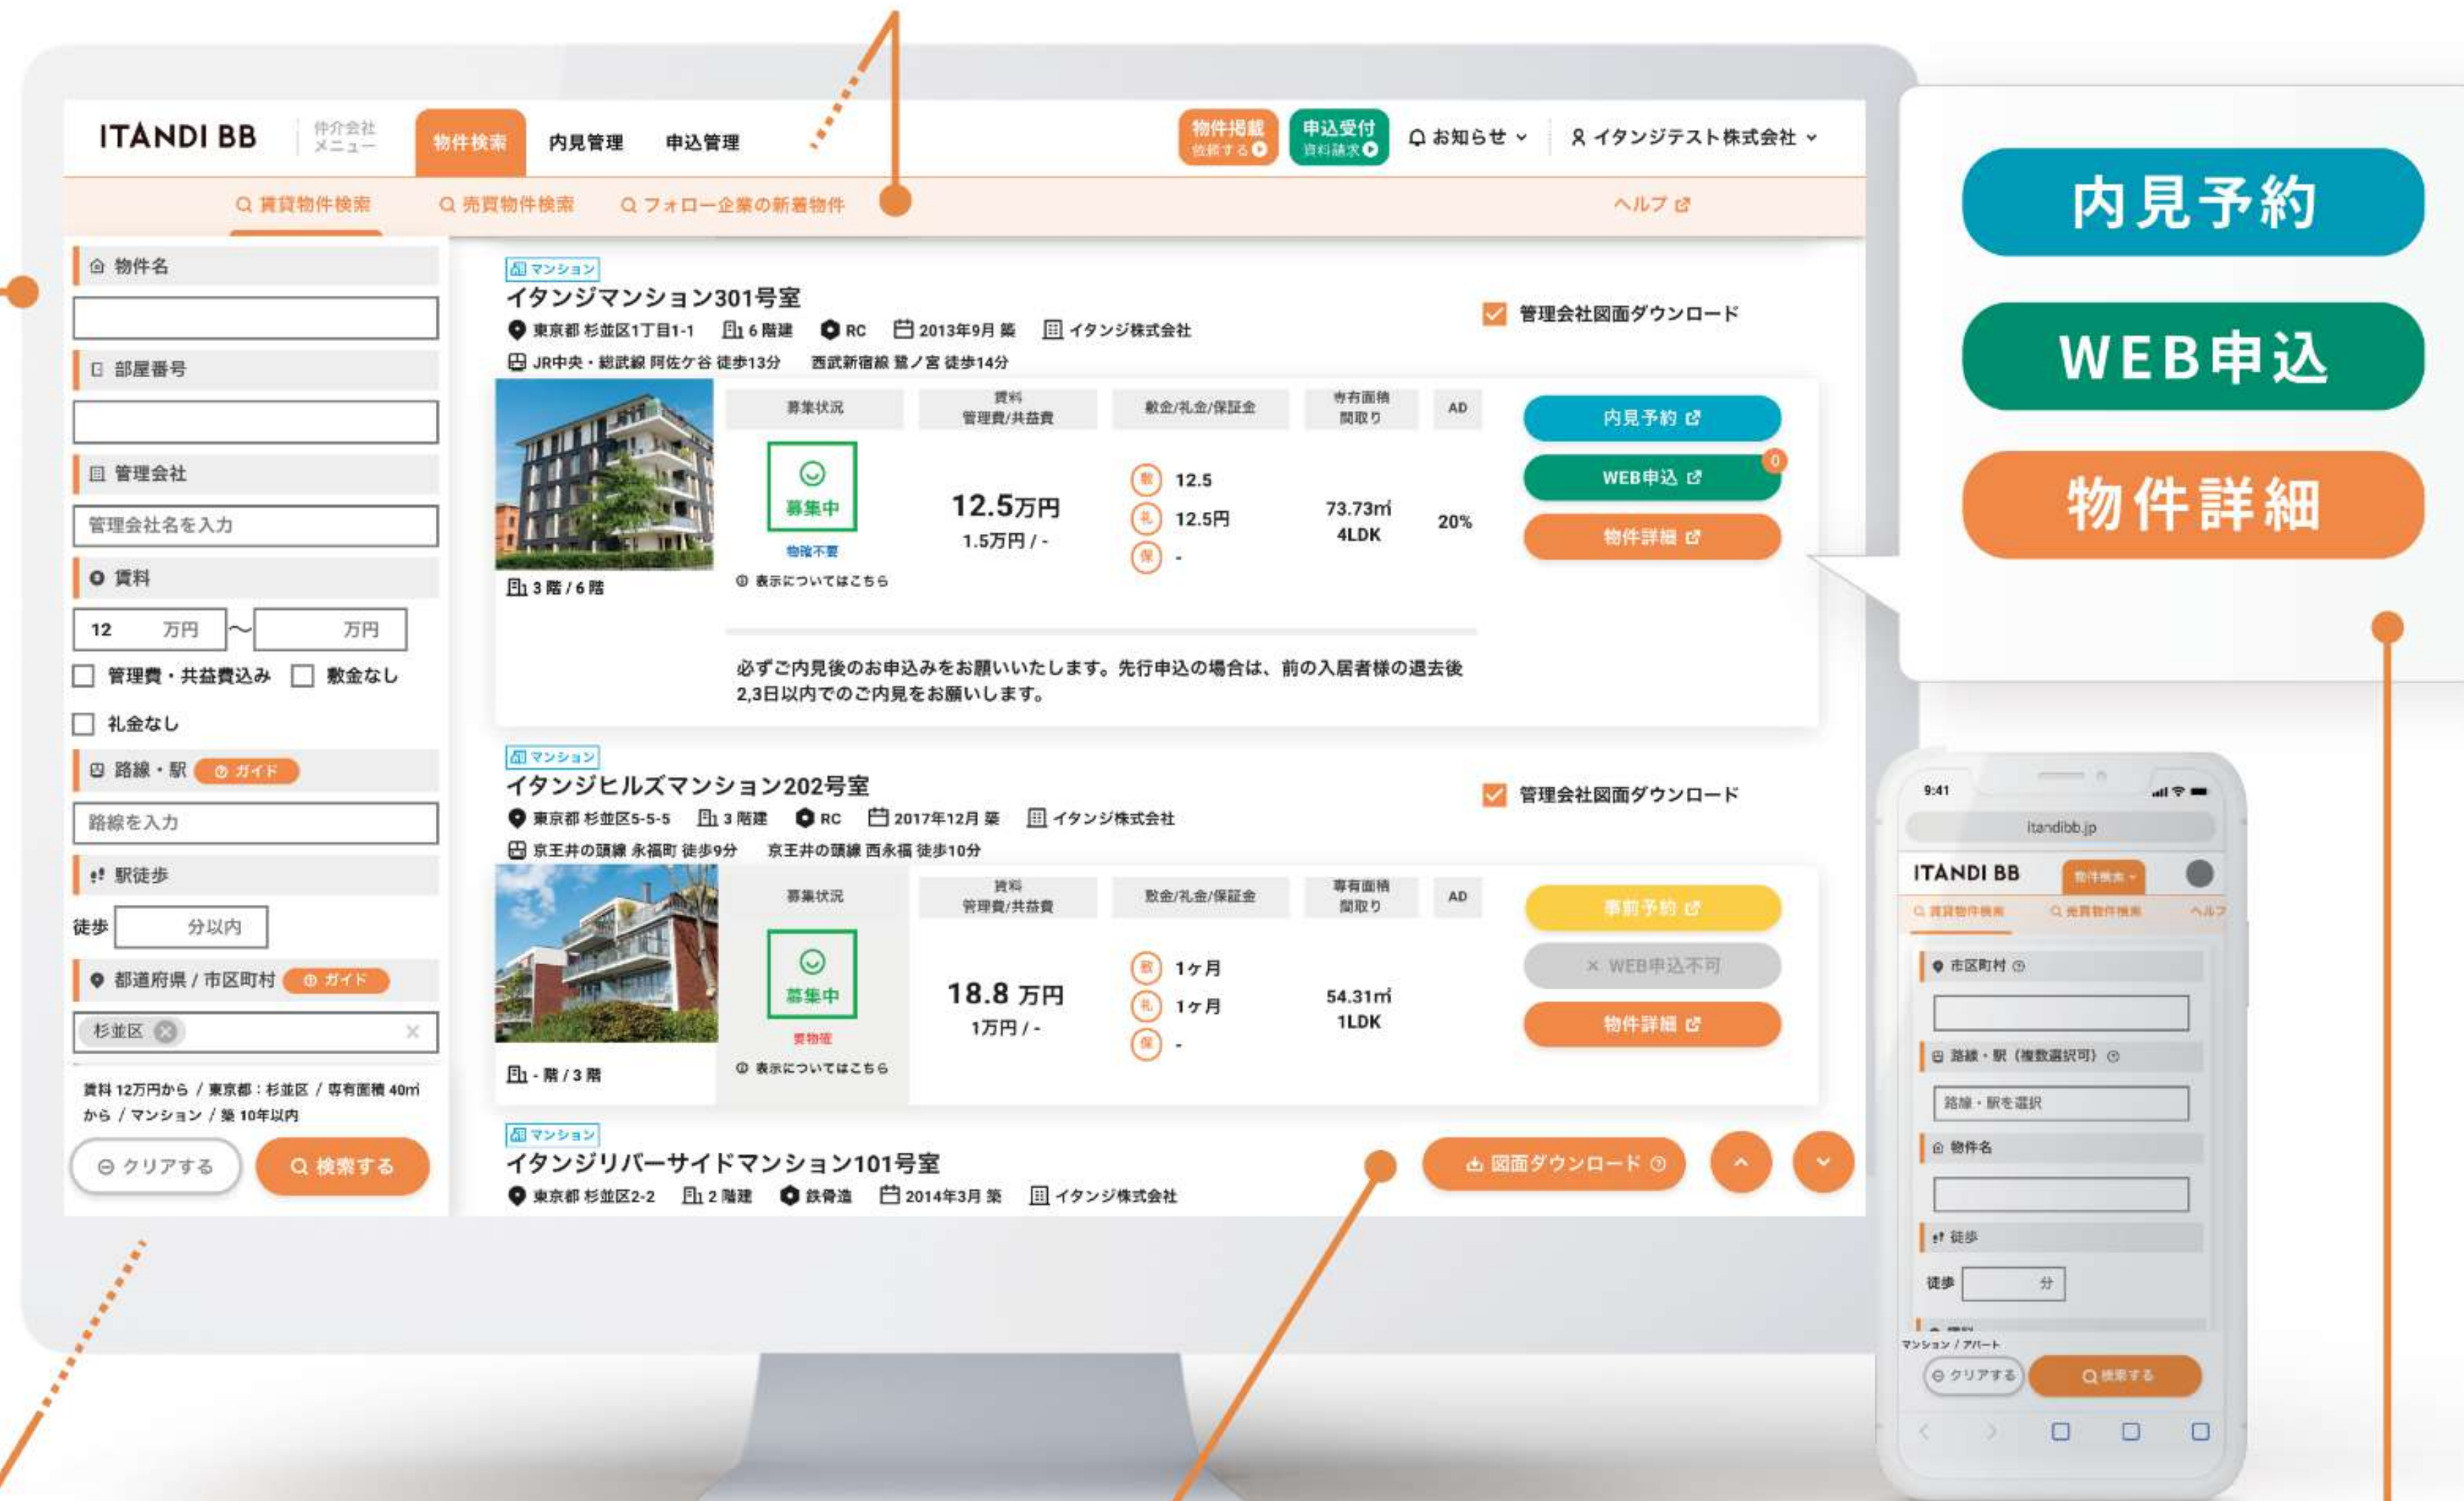 ITANDI BB
仲介会社
メニュー
物件検索
内見管理
申込管理
物件掲載
依頼する
申込受付
資料請求
お知らせ
イタンジテスト株式会社
賃貸物件検索
売買物件検索
フォロー企業の新着物件
ヘルプ
物件名
部屋番号
管理会社
管理会社名を入力
賃料
12 万円 〜 万円
管理費・共益費込み 敷金なし
礼金なし
路線・駅 ガイド
路線を入力
駅徒歩
徒歩 分以内
都道府県 / 市区町村 ガイド
杉並区
賃料 12万円から / 東京都:杉並区 / 専有面積 40㎡
から / マンション / 築 10年以内
クリアする
検索する
マンション
イタンジマンション301号室
東京都 杉並区1丁目1-1 6 階建 RC 2013年9月 築 イタンジ株式会社
JR中央・総武線 阿佐ケ谷 徒歩13分 西武新宿線 鷺ノ宮 徒歩14分
管理会社図面ダウンロード
募集状況
賃料
管理費/共益費
敷金/礼金/保証金
専有面積
間取り
AD
募集中
物確不要
表示についてはこちら
12.5万円
1.5万円 / -
敷 12.5
礼 12.5円
保 -
73.73㎡
4LDK
20%
内見予約
WEB申込
0
物件詳細
3 階 / 6 階
必ずご内見後のお申込みをお願いいたします。先行申込の場合は、前の入居者様の退去後
2,3日以内でのご内見をお願いします。
マンション
イタンジヒルズマンション202号室
東京都 杉並区5-5-5 3 階建 RC 2017年12月 築 イタンジ株式会社
京王井の頭線 永福町 徒歩9分 京王井の頭線 西永福 徒歩10分
管理会社図面ダウンロード
募集状況
賃料
管理費/共益費
敷金/礼金/保証金
専有面積
間取り
AD
募集中
要物確
表示についてはこちら
18.8 万円
1万円 / -
敷 1ヶ月
礼 1ヶ月
保 -
54.31㎡
1LDK
事前予約
× WEB申込不可
物件詳細
- 階 / 3 階
マンション
イタンジリバーサイドマンション101号室
東京都 杉並区2-2 2 階建 鉄骨造 2014年3月 築 イタンジ株式会社
図面ダウンロード
内見予約
WEB申込
物件詳細
9:41
itandibb.jp
ITANDI BB
物件検索
賃貸物件検索
売買物件検索
ヘルプ
市区町村
路線・駅（複数選択可）
路線・駅を選択
物件名
徒歩
徒歩 分
マンション / アパート
クリアする
検索する